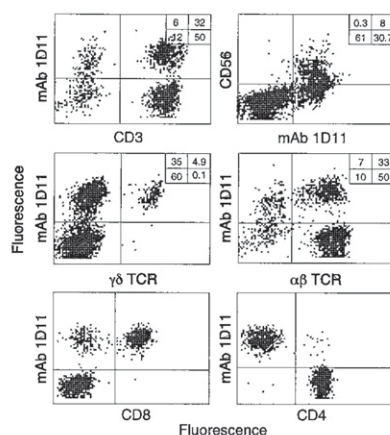 6 32
12 50
mAb 1D11
CD3
0.3 8
61 30.7
CD56
mAb 1D11
Fluorescence
35 4.9
60 0.1
mAb 1D11
γδ TCR
7 33
10 50
mAb 1D11
αβ TCR
mAb 1D11
CD8
mAb 1D11
CD4
Fluorescence